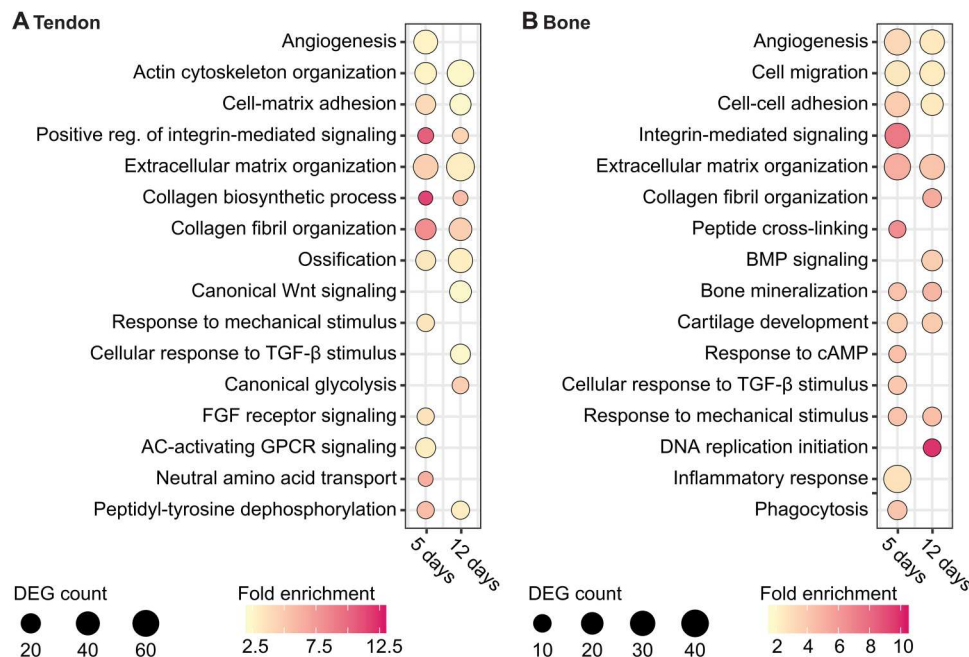 A Tendon
Angiogenesis
Actin cytoskeleton organization
Cell-matrix adhesion
Positive reg. of integrin-mediated signaling
Extracellular matrix organization
Collagen biosynthetic process
Collagen fibril organization
Ossification
Canonical Wnt signaling
Response to mechanical stimulus
Cellular response to TGF-β stimulus
Canonical glycolysis
FGF receptor signaling
AC-activating GPCR signaling
Neutral amino acid transport
Peptidyl-tyrosine dephosphorylation
5 days
12 days
DEG count
20 40 60
Fold enrichment
2.5 7.5 12.5
B Bone
Angiogenesis
Cell migration
Cell-cell adhesion
Integrin-mediated signaling
Extracellular matrix organization
Collagen fibril organization
Peptide cross-linking
BMP signaling
Bone mineralization
Cartilage development
Response to cAMP
Cellular response to TGF-β stimulus
Response to mechanical stimulus
DNA replication initiation
Inflammatory response
Phagocytosis
5 days
12 days
DEG count
10 20 30 40
Fold enrichment
2 4 6 8 10